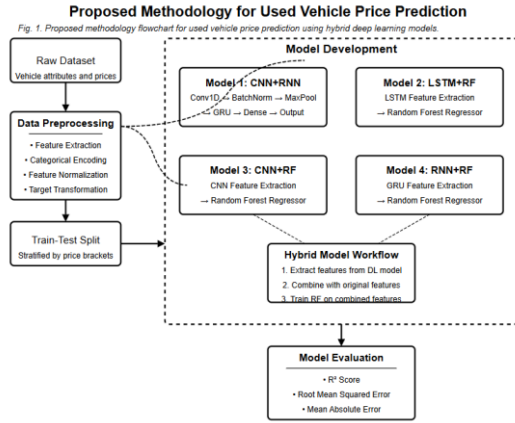 Proposed Methodology for Used Vehicle Price Prediction
Fig. 1. Proposed methodology flowchart for used vehicle price prediction using hybrid deep learning models.
Raw Dataset
Vehicle attributes and prices
Data Preprocessing
• Feature Extraction
• Categorical Encoding
• Feature Normalization
• Target Transformation
Train-Test Split
Stratified by price brackets
Model Development
Model 1: CNN+RNN
Conv1D → BatchNorm → MaxPool
→ GRU → Dense → Output
Model 2: LSTM+RF
LSTM Feature Extraction
→ Random Forest Regressor
Model 3: CNN+RF
CNN Feature Extraction
→ Random Forest Regressor
Model 4: RNN+RF
GRU Feature Extraction
→ Random Forest Regressor
Hybrid Model Workflow
1. Extract features from DL model
2. Combine with original features
3. Train RF on combined features
Model Evaluation
• R² Score
• Root Mean Squared Error
• Mean Absolute Error